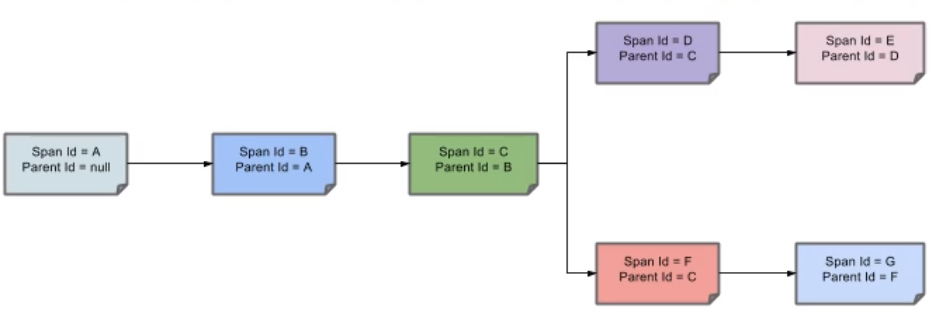 Span Id = D
Parent Id = C
Span Id = E
Parent Id = D
Span Id = A
Parent Id = null
Span Id = B
Parent Id = A
Span Id = C
Parent Id = B
Span Id = F
Parent Id = C
Span Id = G
Parent Id = F